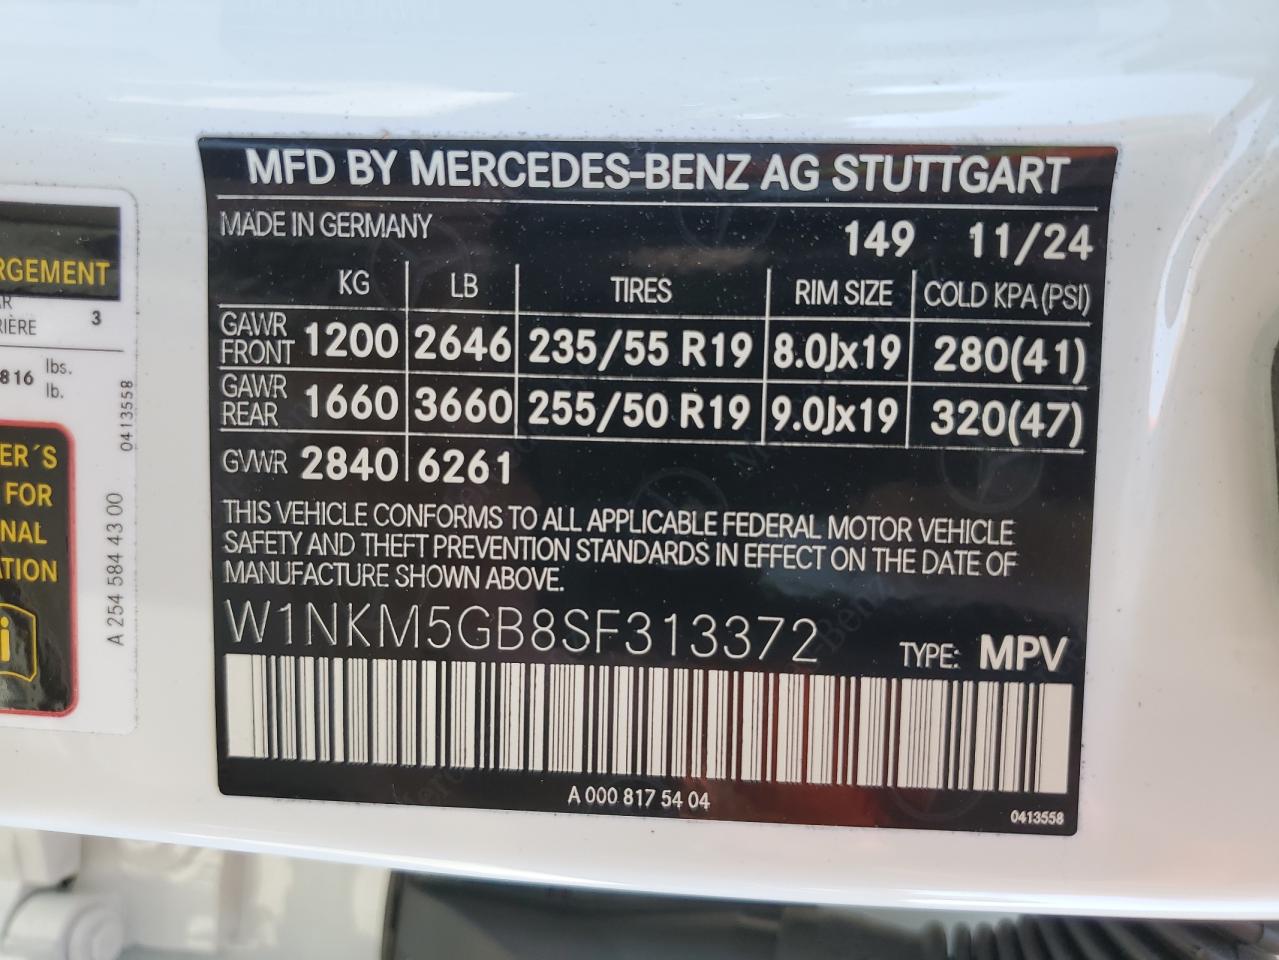 MFD BY MERCEDES-BENZ AG STUTTGART
MADE IN GERMANY 149 11/24
KG LB TIRES RIM SIZE COLD KPA (PSI)
GAWR FRONT 1200 2646 235/55 R19 8.0Jx19 280(41)
GAWR REAR 1660 3660 255/50 R19 9.0Jx19 320(47)
GVWR 2840 6261
THIS VEHICLE CONFORMS TO ALL APPLICABLE FEDERAL MOTOR VEHICLE
SAFETY AND THEFT PREVENTION STANDARDS IN EFFECT ON THE DATE OF
MANUFACTURE SHOWN ABOVE.
W1NKM5GB8SF313372 TYPE: MPV
A 000 817 54 04
0413558
RGEMENT
AR
RIÈRE 3
816 lbs.
lb.
0413558
ER´S
FOR
NAL
ATION
i
A 254 584 43 00